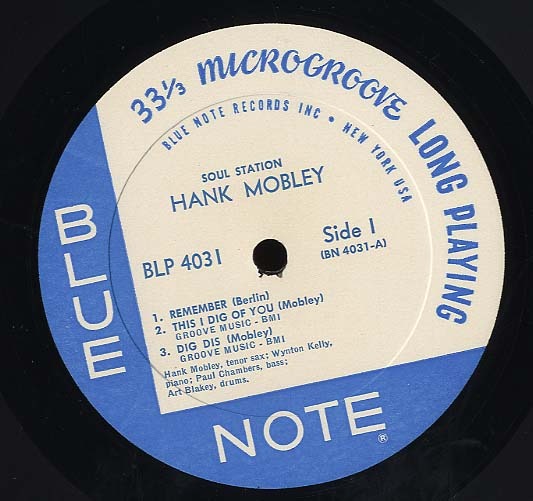 33⅓ MICROGROOVE LONG PLAYING
BLUE NOTE RECORDS INC • NEW YORK USA
SOUL STATION
HANK MOBLEY
BLP 4031
Side 1
(BN 4031-A)
1. REMEMBER (Berlin)
2. THIS I DIG OF YOU (Mobley)
GROOVE MUSIC - BMI
3. DIG DIS (Mobley)
GROOVE MUSIC - BMI
Hank Mobley, tenor sax; Wynton Kelly,
piano; Paul Chambers, bass;
Art Blakey, drums.
BLUE
NOTE®